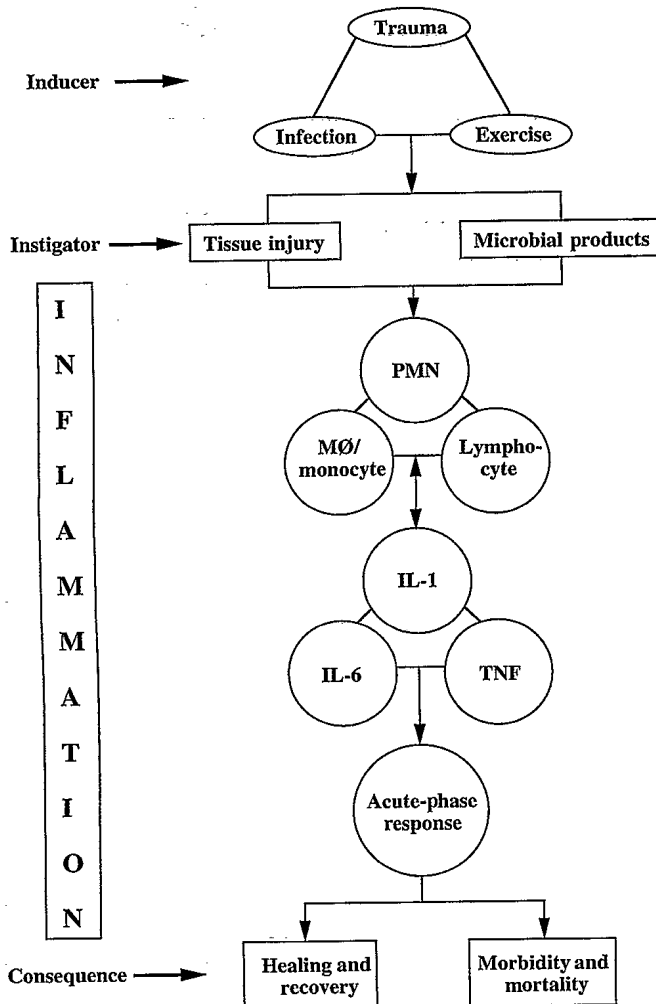 Trauma
Inducer
Infection
Exercise
Instigator
Tissue injury
Microbial products
INFLAMMATION
PMN
MØ/
monocyte
Lympho-
cyte
IL-1
IL-6
TNF
Acute-phase
response
Consequence
Healing and
recovery
Morbidity and
mortality